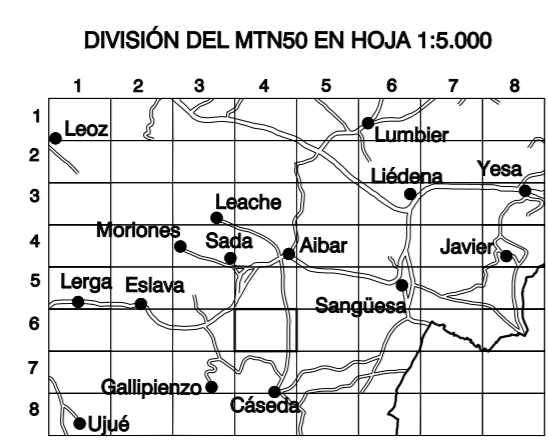 DIVISIÓN DEL MTN50 EN HOJA 1:5.000
1 2 3 4 5 6 7 8
1
Leoz
Lumbier
2
Liédena
Yesa
3
Leache
Moriones
Sada
4
Aibar
Javier
Lerga
Eslava
5
Sangüesa
6
7
Gallipienzo
Cáseda
8
Ujué